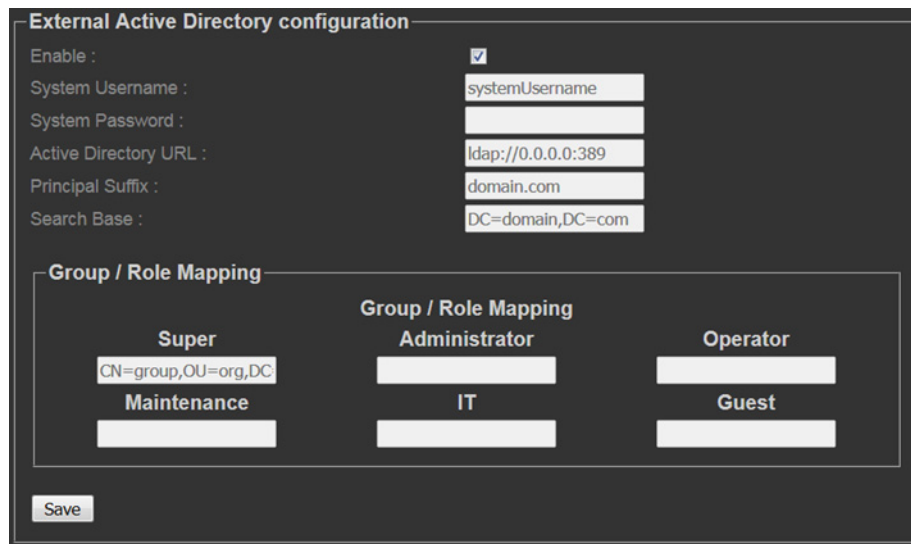 External Active Directory configuration
Enable :
System Username : systemUsername
System Password :
Active Directory URL : ldap://0.0.0.0:389
Principal Suffix : domain.com
Search Base : DC=domain,DC=com
Group / Role Mapping
Group / Role Mapping
Super Administrator Operator
CN=group,OU=org,DC
Maintenance IT Guest
Save